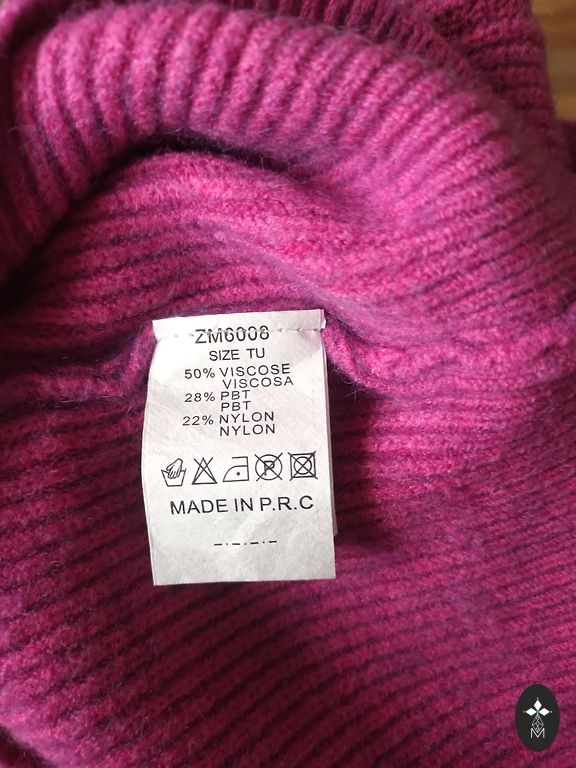 ZM6008
SIZE TU
50% VISCOSE
VISCOSA
28% PBT
PBT
22% NYLON
NYLON
P
MADE IN P.R.C
M